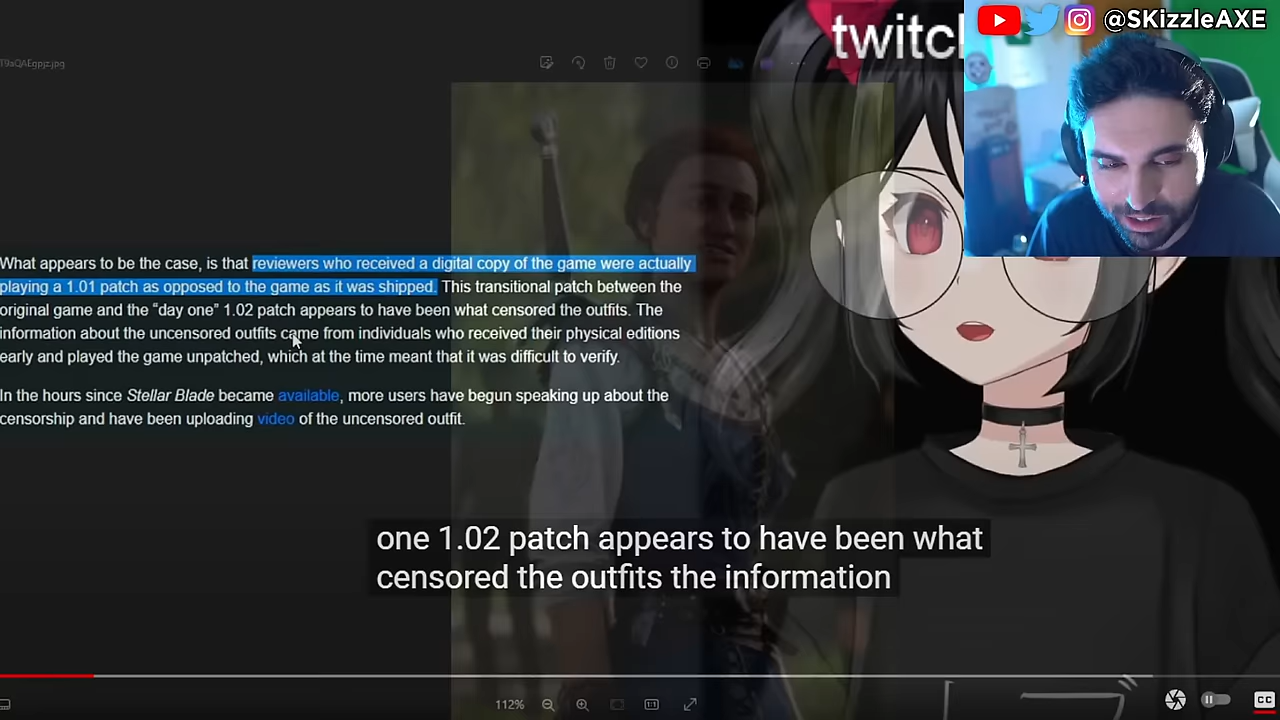 twitch
@SKizzleAXE
What appears to be the case, is that reviewers who received a digital copy of the game were actually
playing a 1.01 patch as opposed to the game as it was shipped. This transitional patch between the
original game and the “day one” 1.02 patch appears to have been what censored the outfits. The
information about the uncensored outfits came from individuals who received their physical editions
early and played the game unpatched, which at the time meant that it was difficult to verify.
In the hours since Stellar Blade became available, more users have begun speaking up about the
censorship and have been uploading video of the uncensored outfit.
one 1.02 patch appears to have been what
censored the outfits the information
112%
CC